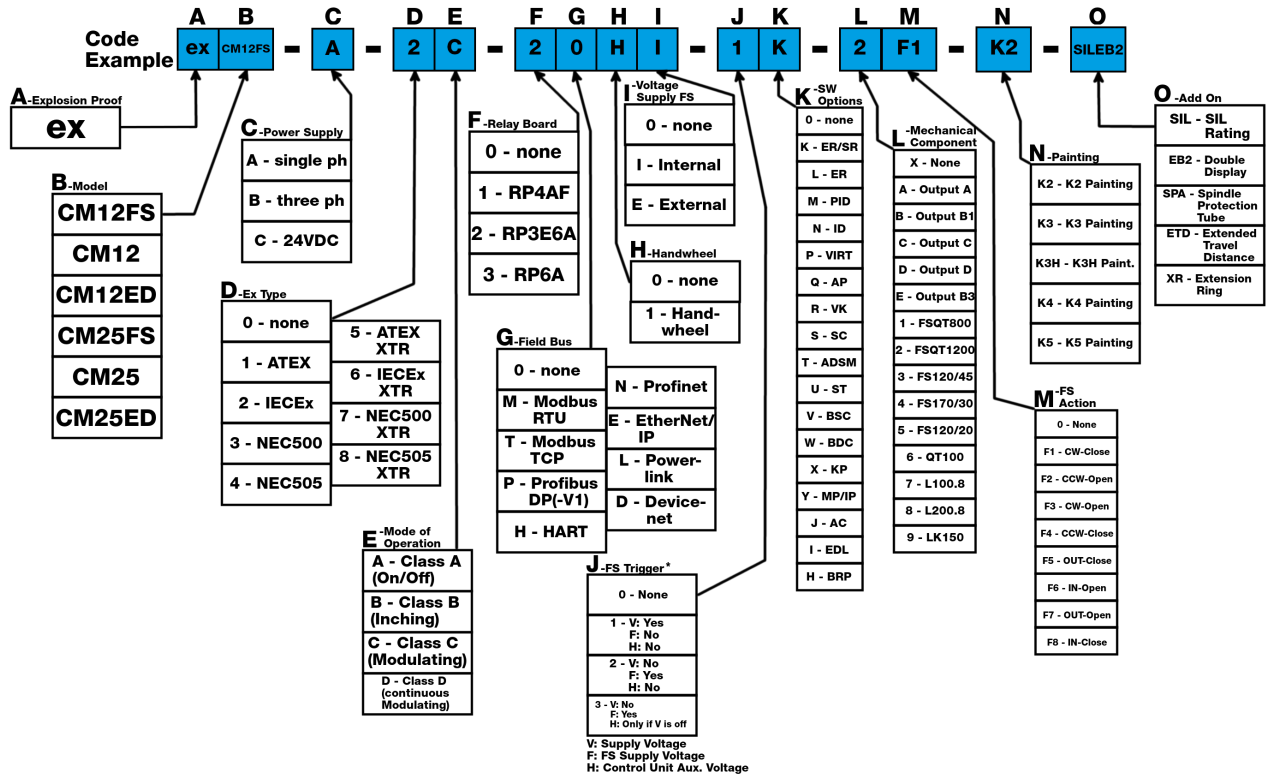 A B C D E F G H I J K L M N O
Code
Example
ex CM12FS - A - 2 C - 2 0 H I - 1 K - 2 F1 - K2 - SILEB2
A-Explosion Proof
ex
B-Model
CM12FS
CM12
CM12ED
CM25FS
CM25
CM25ED
C-Power Supply
A - single ph
B - three ph
C - 24VDC
D-Ex Type
0 - none
1 - ATEX
2 - IECEx
3 - NEC500
4 - NEC505
5 - ATEX
XTR
6 - IECEx
XTR
7 - NEC500
XTR
8 - NEC505
XTR
E-Mode of
Operation
A - Class A
(On/Off)
B - Class B
(Inching)
C - Class C
(Modulating)
D - Class D
(continuous
Modulating)
F-Relay Board
0 - none
1 - RP4AF
2 - RP3E6A
3 - RP6A
G-Field Bus
0 - none
M - Modbus
RTU
T - Modbus
TCP
P - Profibus
DP(-V1)
H - HART
N - Profinet
E - EtherNet/
IP
L - Power-
link
D - Device-
net
H-Handwheel
0 - none
1 - Hand-
wheel
I-Voltage
Supply FS
0 - none
I - Internal
E - External
J-FS Trigger*
0 - None
1 - V: Yes
F: No
H: No
2 - V: No
F: Yes
H: No
3 - V: No
F: Yes
H: Only if V is off
V: Supply Voltage
F: FS Supply Voltage
H: Control Unit Aux. Voltage
K-SW
Options
0 - none
K - ER/SR
L - ER
M - PID
N - ID
P - VIRT
Q - AP
R - VK
S - SC
T - ADSM
U - ST
V - BSC
W - BDC
X - KP
Y - MP/IP
J - AC
I - EDL
H - BRP
L-Mechanical
Component
X - None
A - Output A
B - Output B1
C - Output C
D - Output D
E - Output B3
1 - FSQT800
2 - FSQT1200
3 - FS120/45
4 - FS170/30
5 - FS120/20
6 - QT100
7 - L100.8
8 - L200.8
9 - LK150
M-FS
Action
0 - None
F1 - CW-Close
F2 - CCW-Open
F3 - CW-Open
F4 - CCW-Close
F5 - OUT-Close
F6 - IN-Open
F7 - OUT-Open
F8 - IN-Close
N-Painting
K2 - K2 Painting
K3 - K3 Painting
K3H - K3H Paint.
K4 - K4 Painting
K5 - K5 Painting
O-Add On
SIL - SIL
Rating
EB2 - Double
Display
SPA - Spindle
Protection
Tube
ETD - Extended
Travel
Distance
XR - Extension
Ring